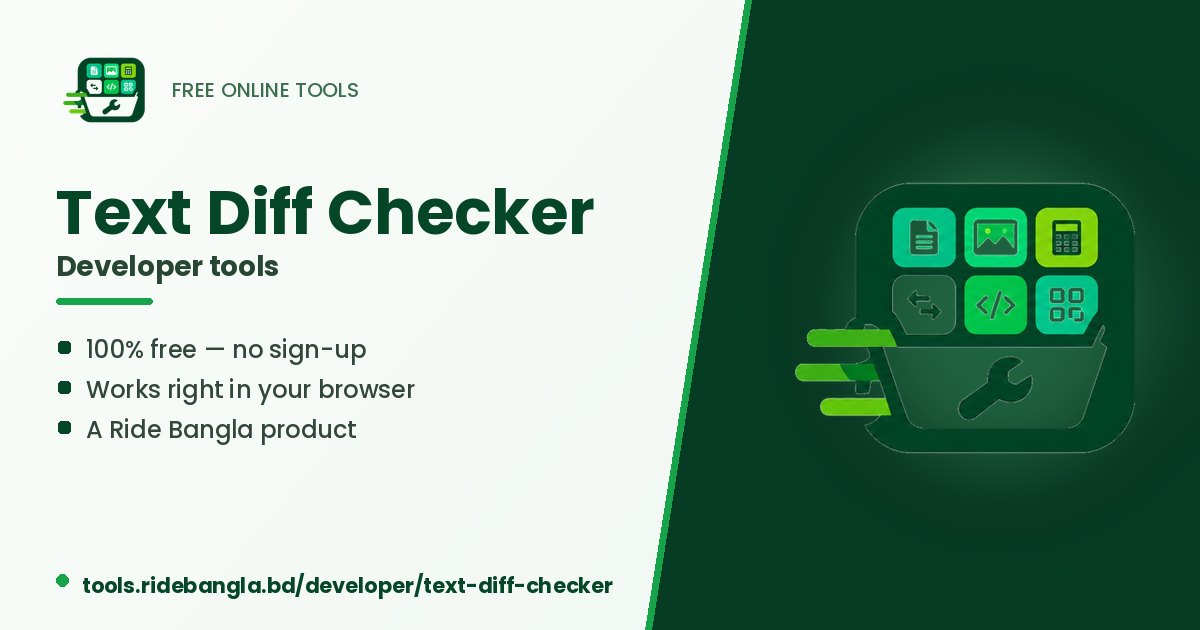 FREE ONLINE TOOLS
Text Diff Checker
Developer tools
100% free — no sign-up
Works right in your browser
A Ride Bangla product
tools.ridebangla.bd/developer/text-diff-checker